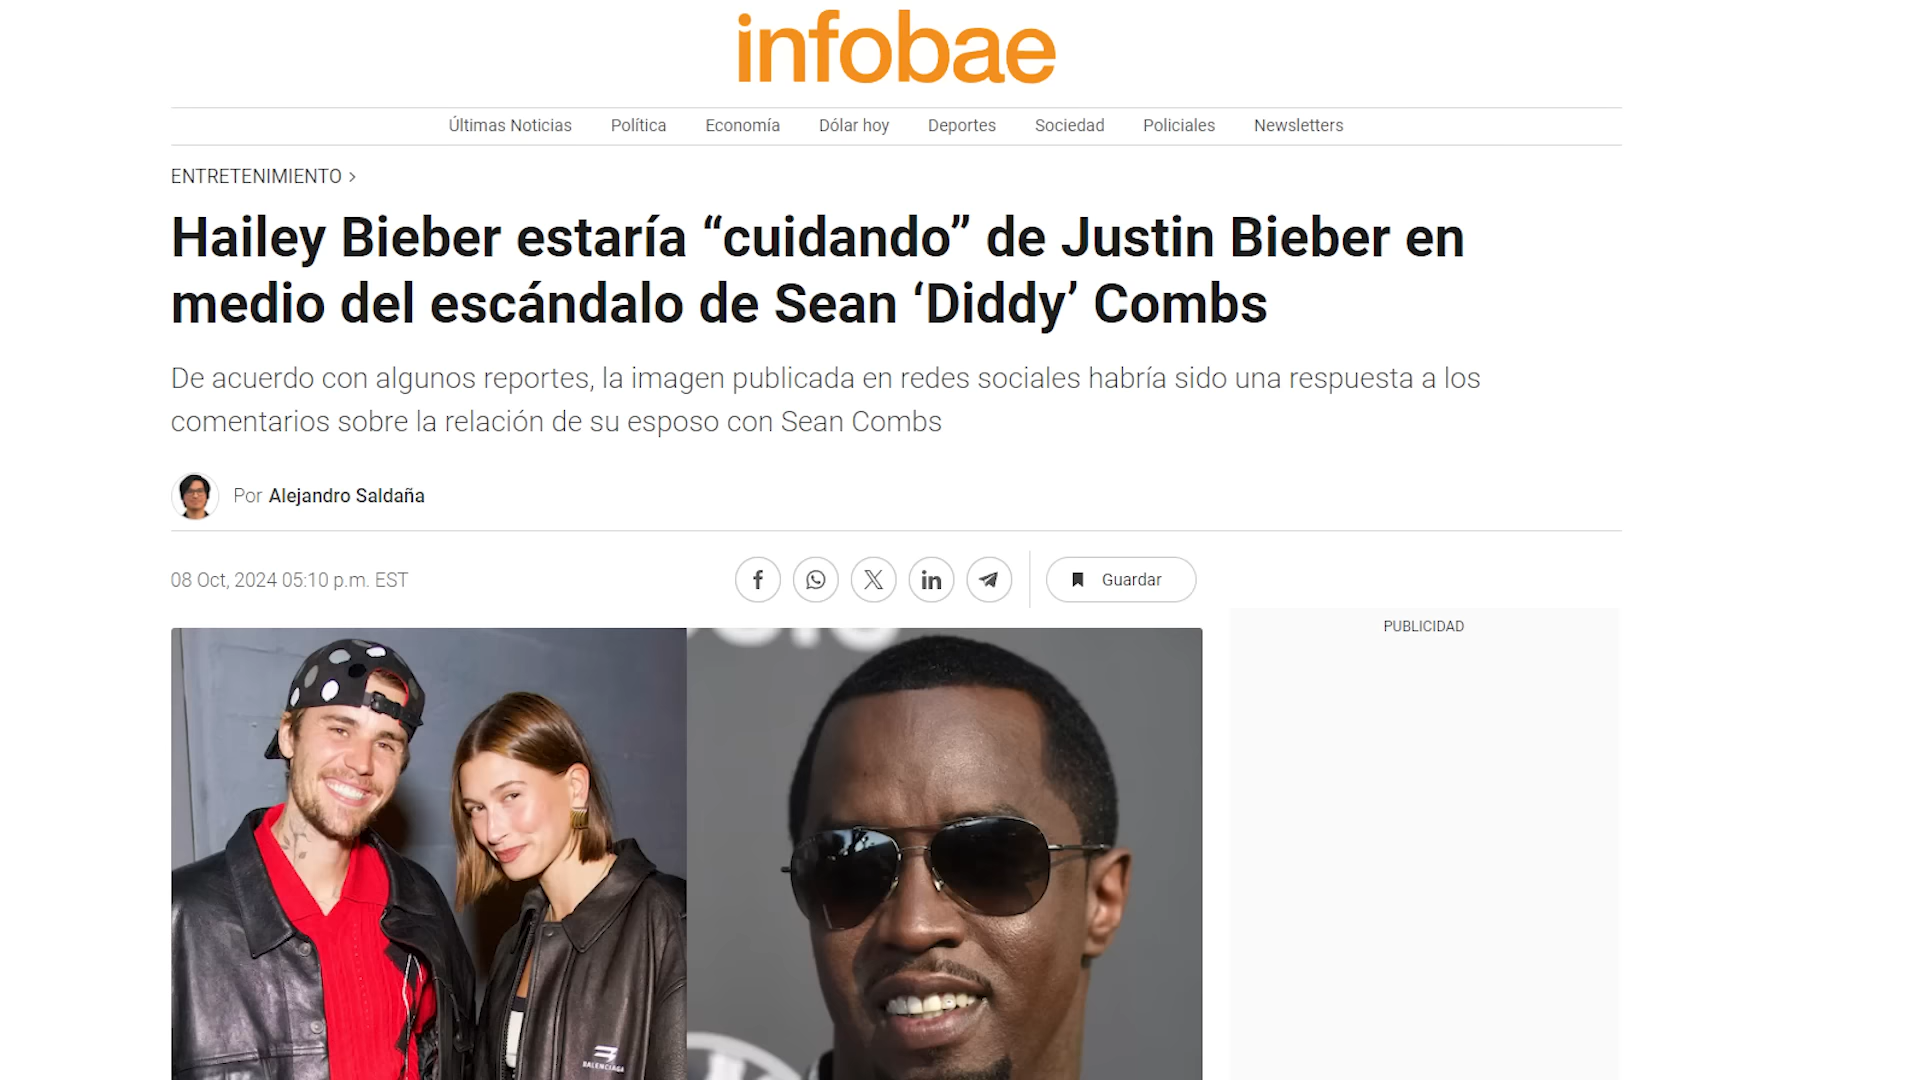 infobae
Últimas Noticias Política Economía Dólar hoy Deportes Sociedad Policiales Newsletters
ENTRETENIMIENTO >
Hailey Bieber estaría “cuidando” de Justin Bieber en
medio del escándalo de Sean ‘Diddy’ Combs
De acuerdo con algunos reportes, la imagen publicada en redes sociales habría sido una respuesta a los
comentarios sobre la relación de su esposo con Sean Combs
Por Alejandro Saldaña
08 Oct, 2024 05:10 p.m. EST
Guardar
PUBLICIDAD
BALENCIAGA